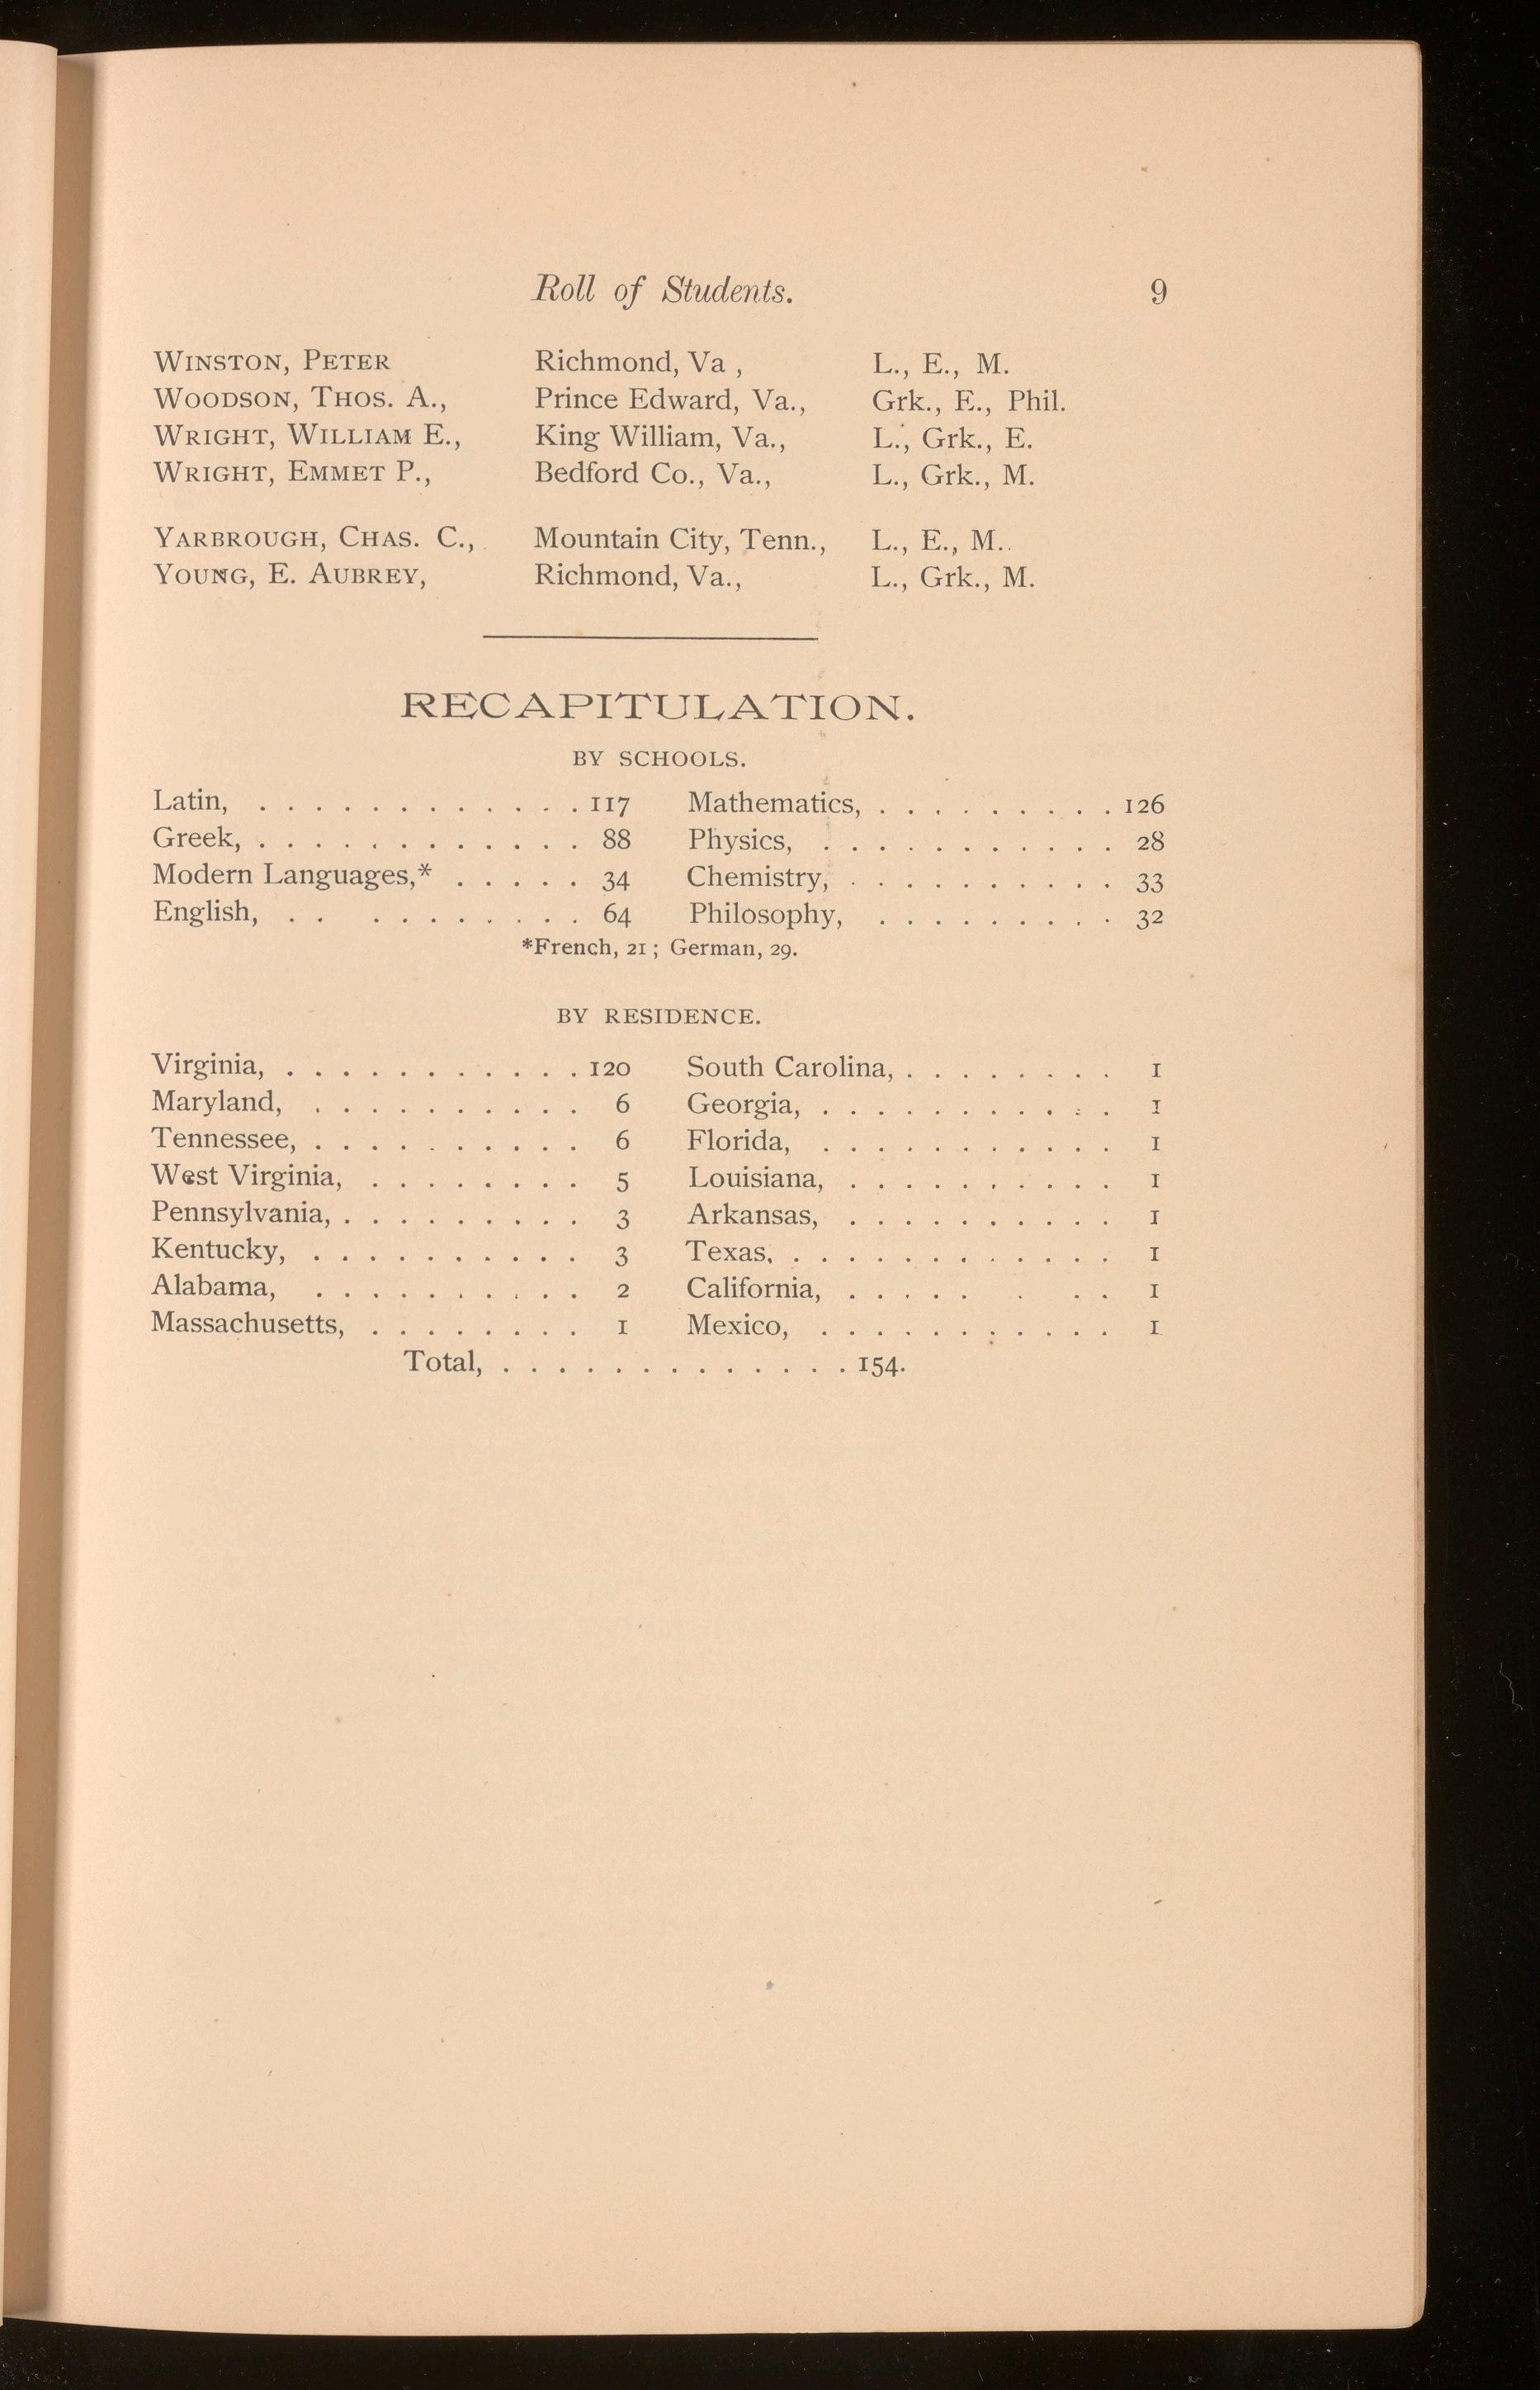 Roll of Students. 9
WINSTON, PETER Richmond, Va , L., E., M.
WOODSON, THOS. A., Prince Edward, Va., Grk., E., Phil.
WRIGHT, WILLIAM E., King William, Va., L., Grk., E.
WRIGHT, EMMET P., Bedford Co., Va., L., Grk., M.
YARBROUGH, CHAS. C., Mountain City, Tenn., L., E., M.
YOUNG, E. AUBREY, Richmond, Va., L., Grk., M.
RECAPITULATION.
BY SCHOOLS.
Latin, . . . . . . . . . . . . 117 Mathematics, . . . . . . . . . 126
Greek, . . . . . . . . . . . . 88 Physics, . . . . . . . . . . . 28
Modern Languages,* . . . . . 34 Chemistry, . . . . . . . . . . 33
English, . . . . . . . . . . 64 Philosophy, . . . . . . . . . 32
*French, 21 ; German, 29.
BY RESIDENCE.
Virginia, . . . . . . . . . . . 120 South Carolina, . . . . . . . . 1
Maryland, . . . . . . . . . . 6 Georgia, . . . . . . . . . . . 1
Tennessee, . . . . . . . . . . 6 Florida, . . . . . . . . . . . 1
West Virginia, . . . . . . . . 5 Louisiana, . . . . . . . . . . 1
Pennsylvania, . . . . . . . . . 3 Arkansas, . . . . . . . . . . 1
Kentucky, . . . . . . . . . . 3 Texas, . . . . . . . . . . . . 1
Alabama, . . . . . . . . . . 2 California, . . . . . . . . 1
Massachusetts, . . . . . . . . 1 Mexico, . . . . . . . . . . . 1
Total, . . . . . . . . . . . . . 154.